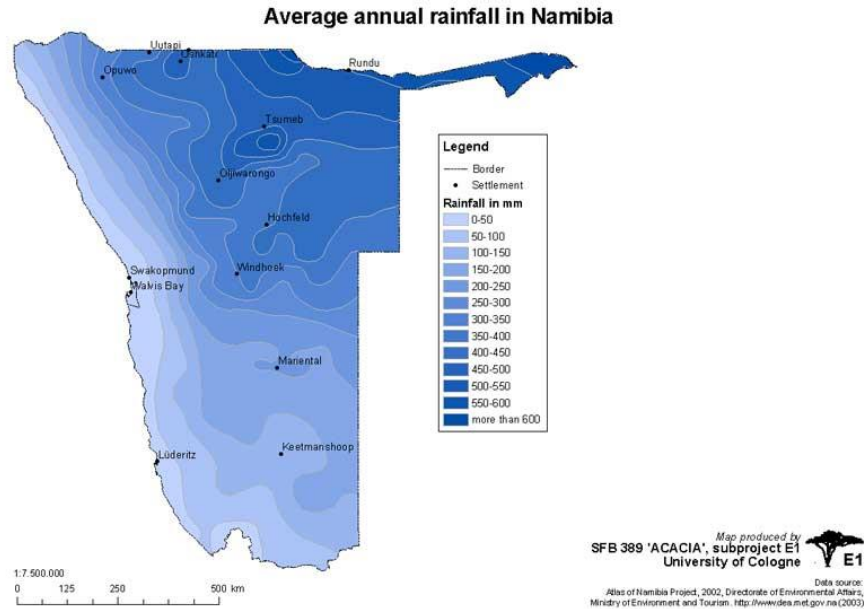 Average annual rainfall in Namibia
Uutapi
Opuwo
Rundu
Tsumeb
Otjiwarongo
Hochfeld
Windhoek
Swakopmund
Walvis Bay
Mariental
Keetmanshoop
Lüderitz
Legend
Border
Settlement
Rainfall in mm
0-50
50-100
100-150
150-200
200-250
250-300
300-350
350-400
400-450
450-500
500-550
550-600
more than 600
1:7.500.000
0 125 250 500 km
Map produced by
SFB 389 'ACACIA', subproject E1
University of Cologne
E1
Data source:
Atlas of Namibia Project, 2002, Directorate of Environmental Affairs,
Ministry of Environment and Tourism. http://www.dea.met.gov.na (2003)